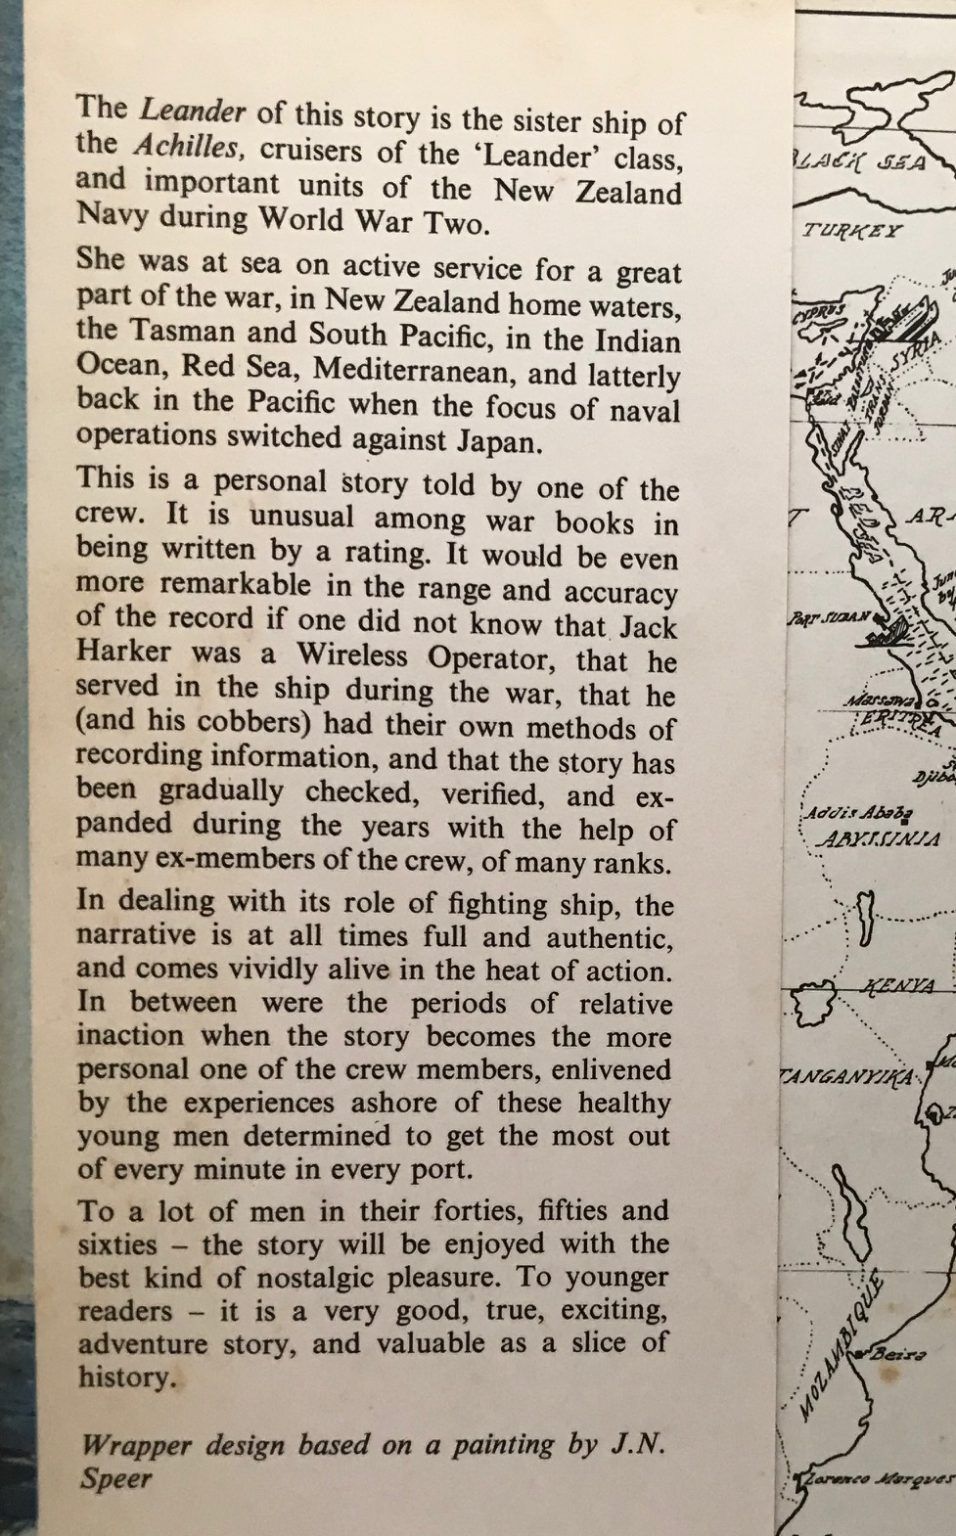 The Leander of this story is the sister ship of
the Achilles, cruisers of the 'Leander' class,
and important units of the New Zealand
Navy during World War Two.
She was at sea on active service for a great
part of the war, in New Zealand home waters,
the Tasman and South Pacific, in the Indian
Ocean, Red Sea, Mediterranean, and latterly
back in the Pacific when the focus of naval
operations switched against Japan.
This is a personal story told by one of the
crew. It is unusual among war books in
being written by a rating. It would be even
more remarkable in the range and accuracy
of the record if one did not know that Jack
Harker was a Wireless Operator, that he
served in the ship during the war, that he
(and his cobbers) had their own methods of
recording information, and that the story has
been gradually checked, verified, and ex-
panded during the years with the help of
many ex-members of the crew, of many ranks.
In dealing with its role of fighting ship, the
narrative is at all times full and authentic,
and comes vividly alive in the heat of action.
In between were the periods of relative
inaction when the story becomes the more
personal one of the crew members, enlivened
by the experiences ashore of these healthy
young men determined to get the most out
of every minute in every port.
To a lot of men in their forties, fifties and
sixties – the story will be enjoyed with the
best kind of nostalgic pleasure. To younger
readers – it is a very good, true, exciting,
adventure story, and valuable as a slice of
history.
Wrapper design based on a painting by J.N.
Speer
BLACK SEA
TURKEY
CYPRUS
SYRIA
RED SEA
PORT SUDAN
Massawa
ERITREA
Addis Ababa
ABYSSINIA
KENYA
TANGANYIKA
MOZAMBIQUE
Beira
Lorenco Marques